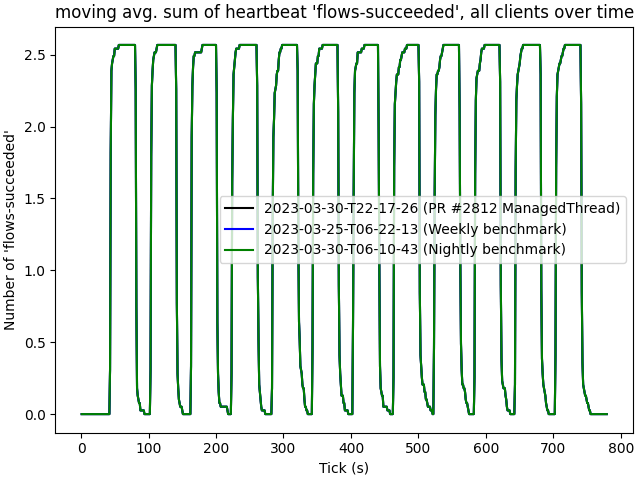 moving avg. sum of heartbeat 'flows-succeeded', all clients over time
Number of 'flows-succeeded'
2.5
2.0
1.5
1.0
0.5
0.0
2023-03-30-T22-17-26 (PR #2812 ManagedThread)
2023-03-25-T06-22-13 (Weekly benchmark)
2023-03-30-T06-10-43 (Nightly benchmark)
0 100 200 300 400 500 600 700 800
Tick (s)